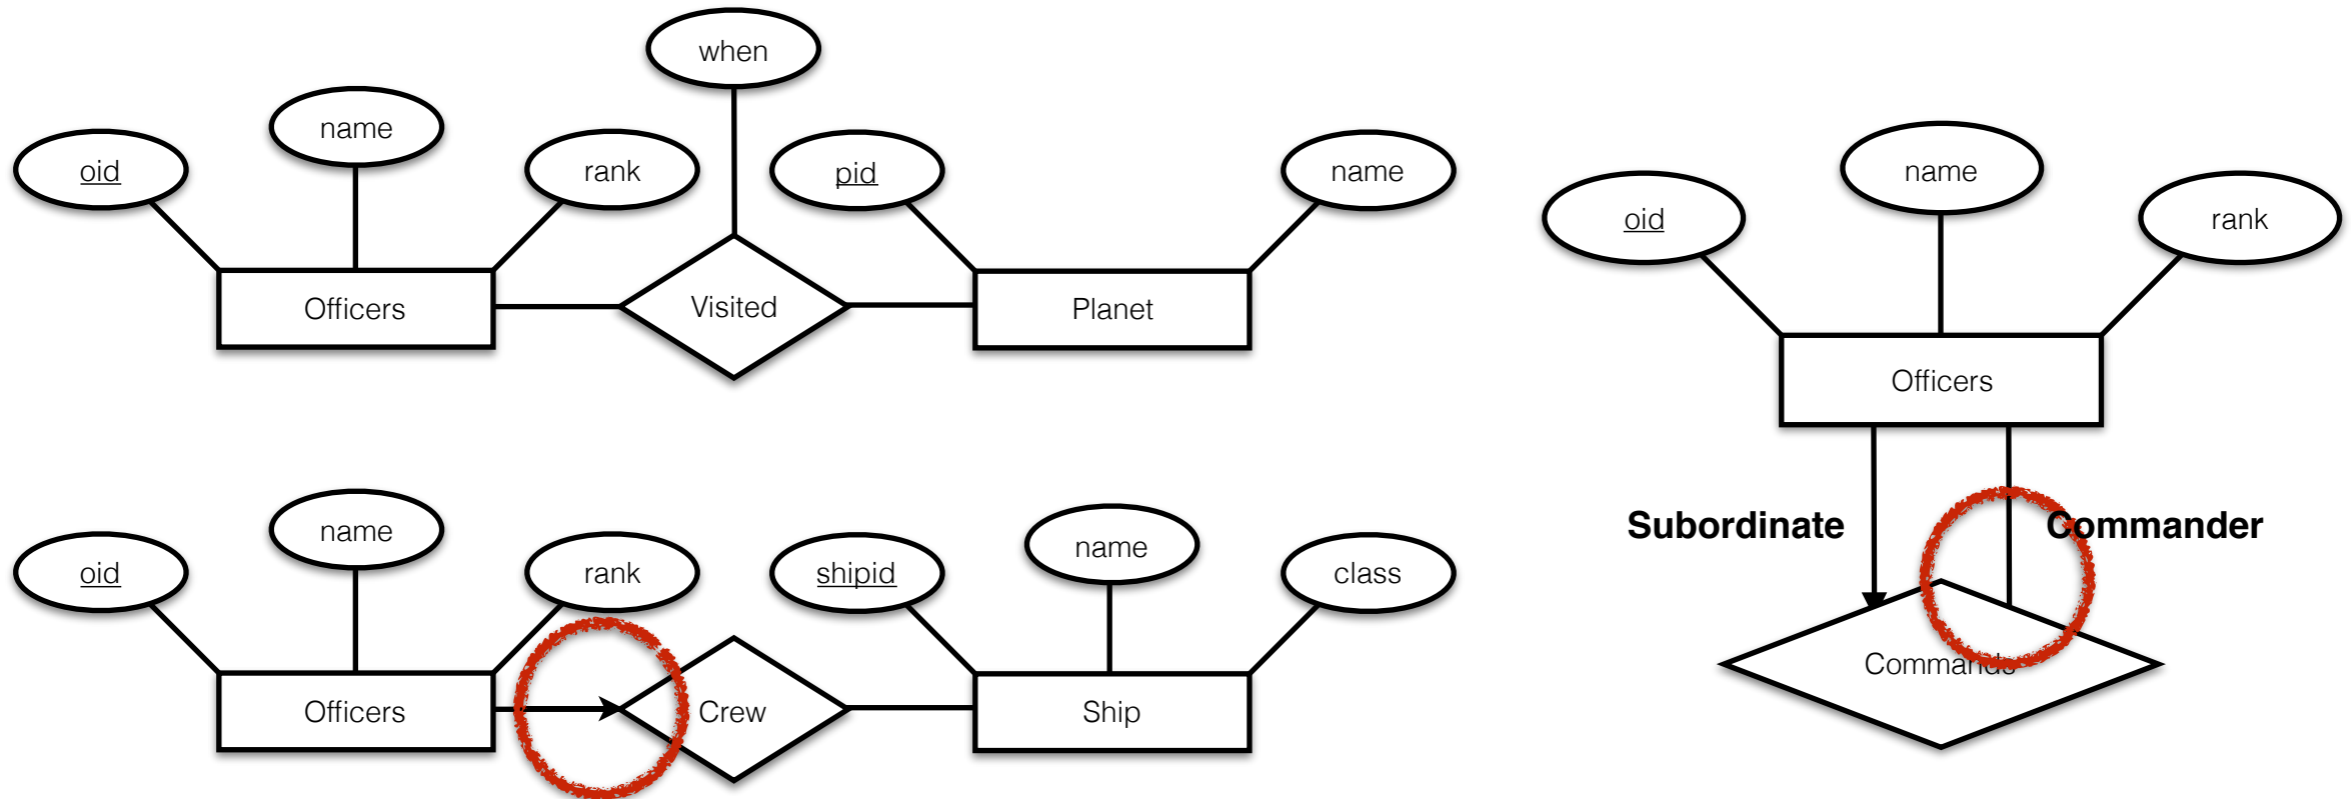 when
name
oid
rank
pid
name
Officers
Visited
Planet
name
oid
rank
shipid
name
class
Officers
Crew
Ship
name
oid
rank
Officers
Subordinate
Commander
Commands